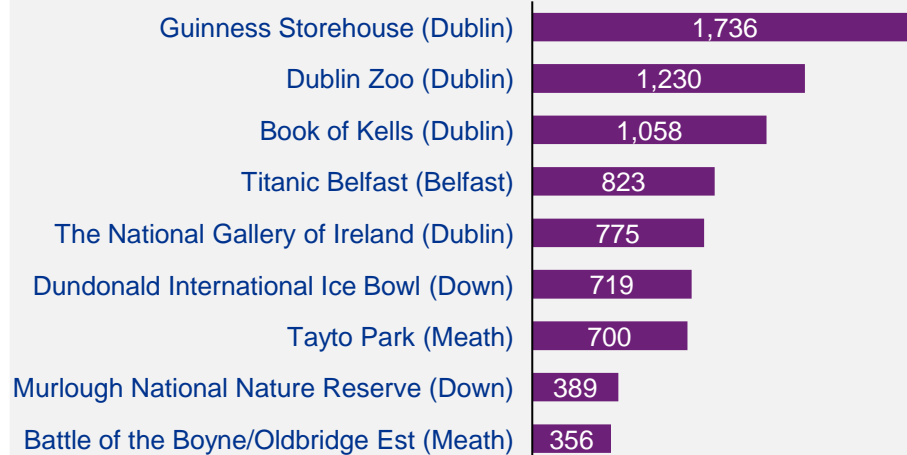 Guinness Storehouse (Dublin) 1,736
Dublin Zoo (Dublin) 1,230
Book of Kells (Dublin) 1,058
Titanic Belfast (Belfast) 823
The National Gallery of Ireland (Dublin) 775
Dundonald International Ice Bowl (Down) 719
Tayto Park (Meath) 700
Murlough National Nature Reserve (Down) 389
Battle of the Boyne/Oldbridge Est (Meath) 356